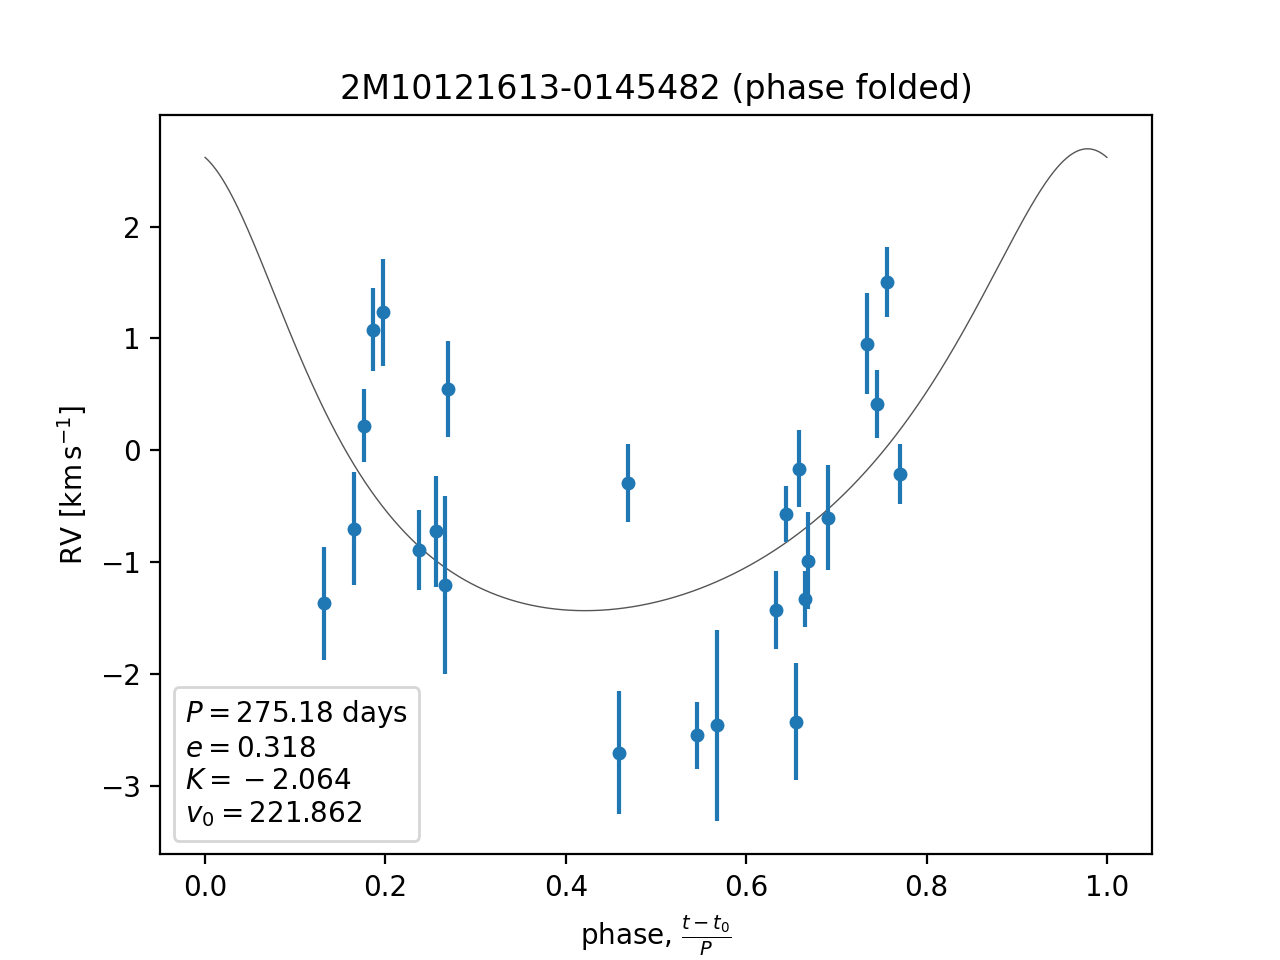 2M10121613-0145482 (phase folded)
RV [km s⁻¹]
2
1
0
−1
−2
−3
P = 275.18 days
e = 0.318
K = −2.064
v₀ = 221.862
0.0 0.2 0.4 0.6 0.8 1.0
phase, (t − t₀)/P